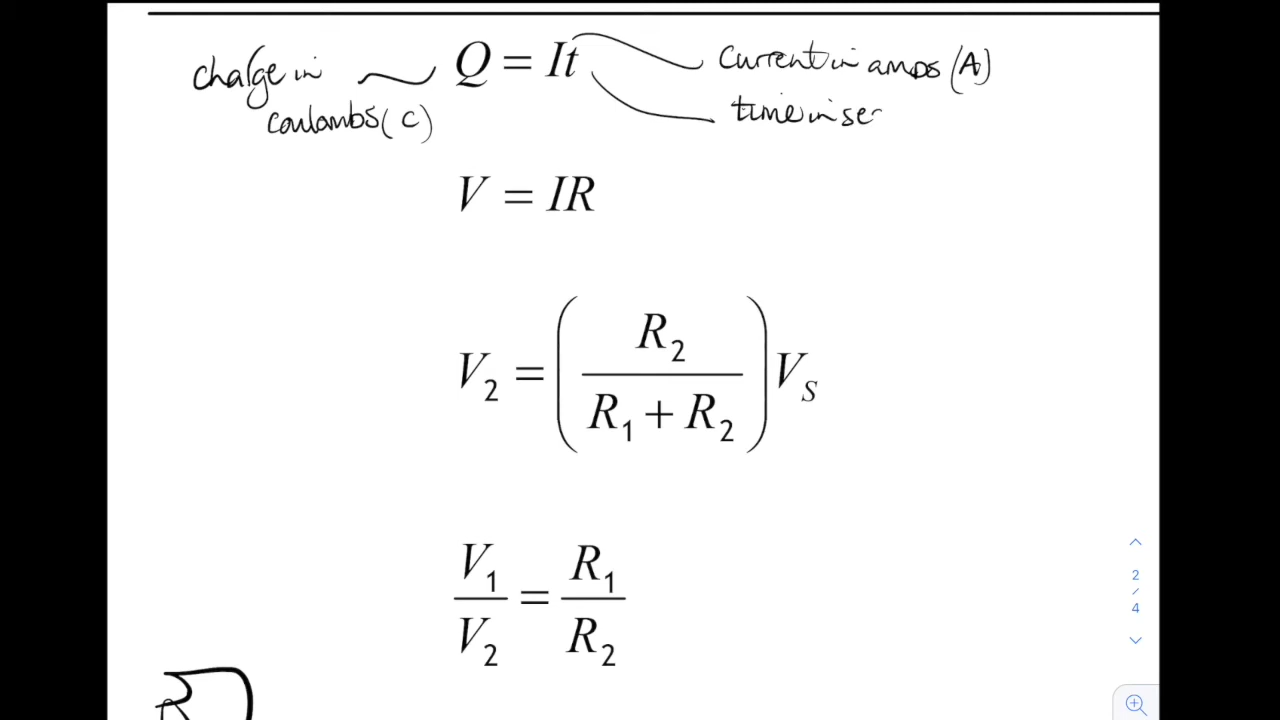 charge in
coulombs (C)
Q = It
Current in amps (A)
time in se
V = IR
V₂ = (R₂ / (R₁ + R₂)) Vₛ
V₁ / V₂ = R₁ / R₂
2
/
4